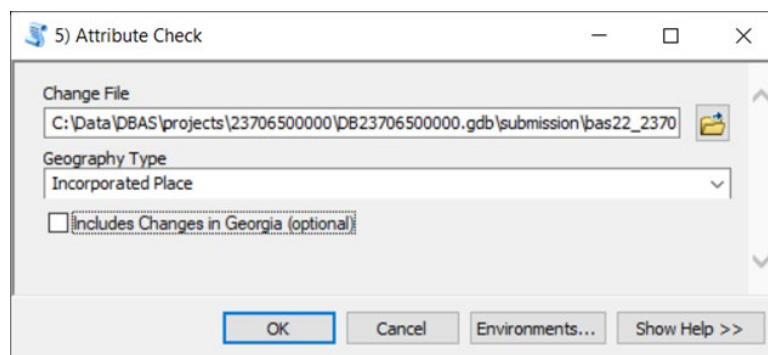 5) Attribute Check
Change File
C:\Data\DBAS\projects\23706500000\DB23706500000.gdb\submission\bas22_2370
Geography Type
Incorporated Place
Includes Changes in Georgia (optional)
OK
Cancel
Environments...
Show Help >>